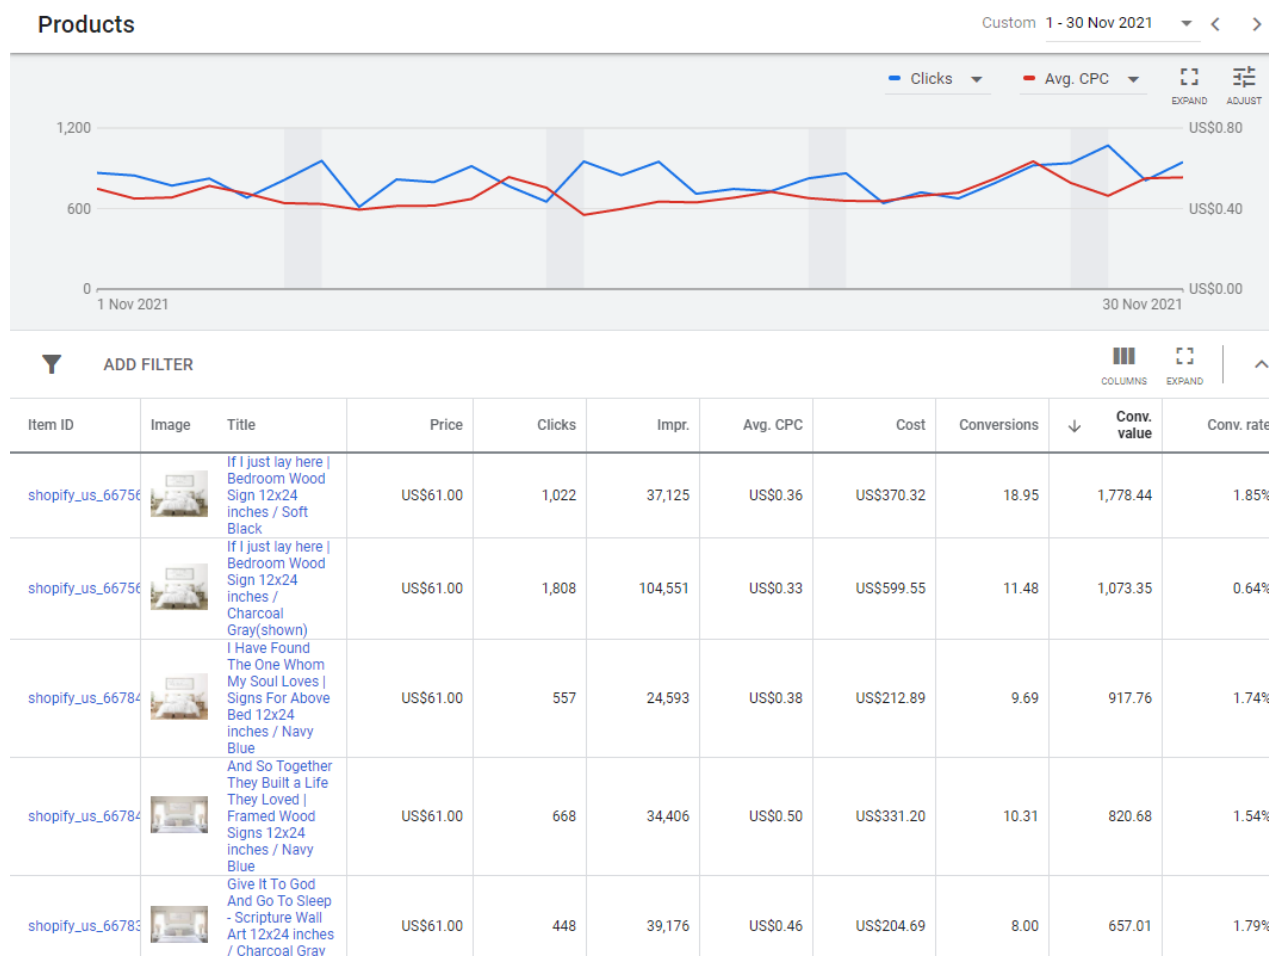 Products
Custom 1 - 30 Nov 2021
Clicks
Avg. CPC
EXPAND
ADJUST
1,200
US$0.80
600
US$0.40
0
US$0.00
1 Nov 2021
30 Nov 2021
ADD FILTER
COLUMNS
EXPAND
Item ID Image Title Price Clicks Impr. Avg. CPC Cost Conversions Conv. value Conv. rate
If I just lay here |
Bedroom Wood
Sign 12x24
inches / Soft
Black
shopify_us_66756 US$61.00 1,022 37,125 US$0.36 US$370.32 18.95 1,778.44 1.85%
If I just lay here |
Bedroom Wood
Sign 12x24
inches /
Charcoal
Gray(shown)
shopify_us_66756 US$61.00 1,808 104,551 US$0.33 US$599.55 11.48 1,073.35 0.64%
I Have Found
The One Whom
My Soul Loves |
Signs For Above
Bed 12x24
inches / Navy
Blue
shopify_us_66784 US$61.00 557 24,593 US$0.38 US$212.89 9.69 917.76 1.74%
And So Together
They Built a Life
They Loved |
Framed Wood
Signs 12x24
inches / Navy
Blue
shopify_us_66784 US$61.00 668 34,406 US$0.50 US$331.20 10.31 820.68 1.54%
Give It To God
And Go To Sleep
- Scripture Wall
Art 12x24 inches
/ Charcoal Gray
shopify_us_66783 US$61.00 448 39,176 US$0.46 US$204.69 8.00 657.01 1.79%